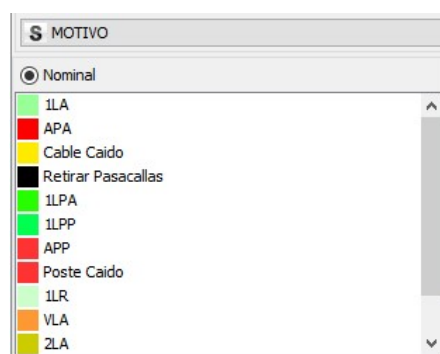 S MOTIVO
Nominal
1LA
APA
Cable Caido
Retirar Pasacallas
1LPA
1LPP
APP
Poste Caido
1LR
VLA
2LA